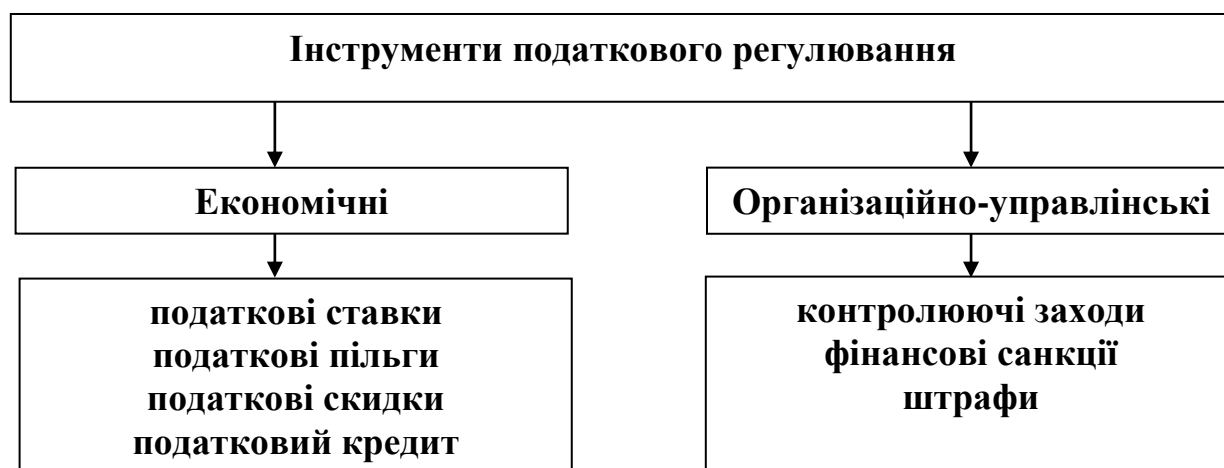 Інструменти податкового регулювання
Економічні
Організаційно-управлінські
податкові ставки
податкові пільги
податкові скидки
податковий кредит
контролюючі заходи
фінансові санкції
штрафи